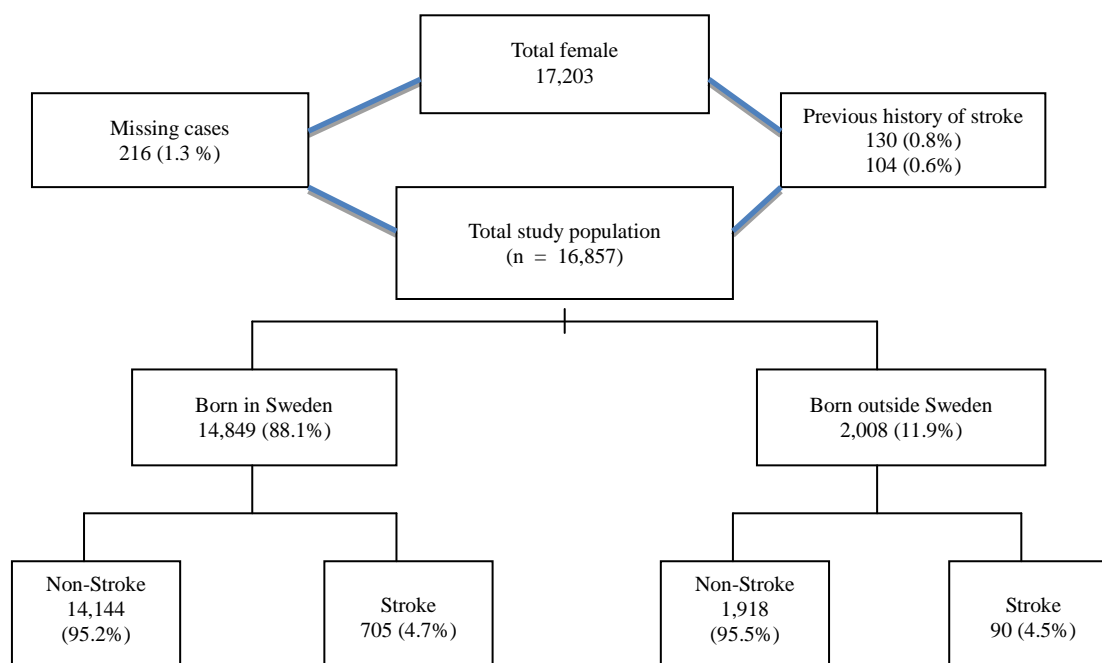 Total female
17,203
Missing cases
216 (1.3 %)
Previous history of stroke
130 (0.8%)
104 (0.6%)
Total study population
(n = 16,857)
Born in Sweden
14,849 (88.1%)
Born outside Sweden
2,008 (11.9%)
Non-Stroke
14,144
(95.2%)
Stroke
705 (4.7%)
Non-Stroke
1,918
(95.5%)
Stroke
90 (4.5%)